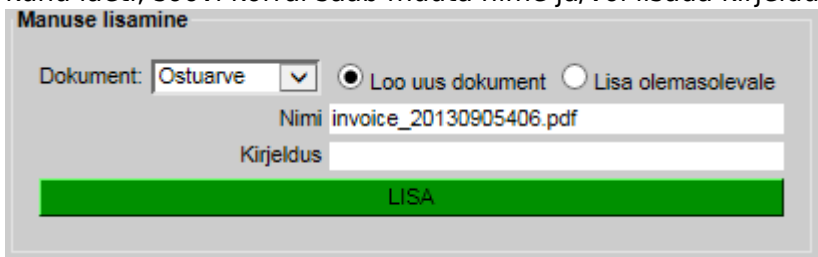 Manuse lisamine
Dokument: Ostuarve Loo uus dokument Lisa olemasolevale
Nimi invoice_20130905406.pdf
Kirjeldus
LISA